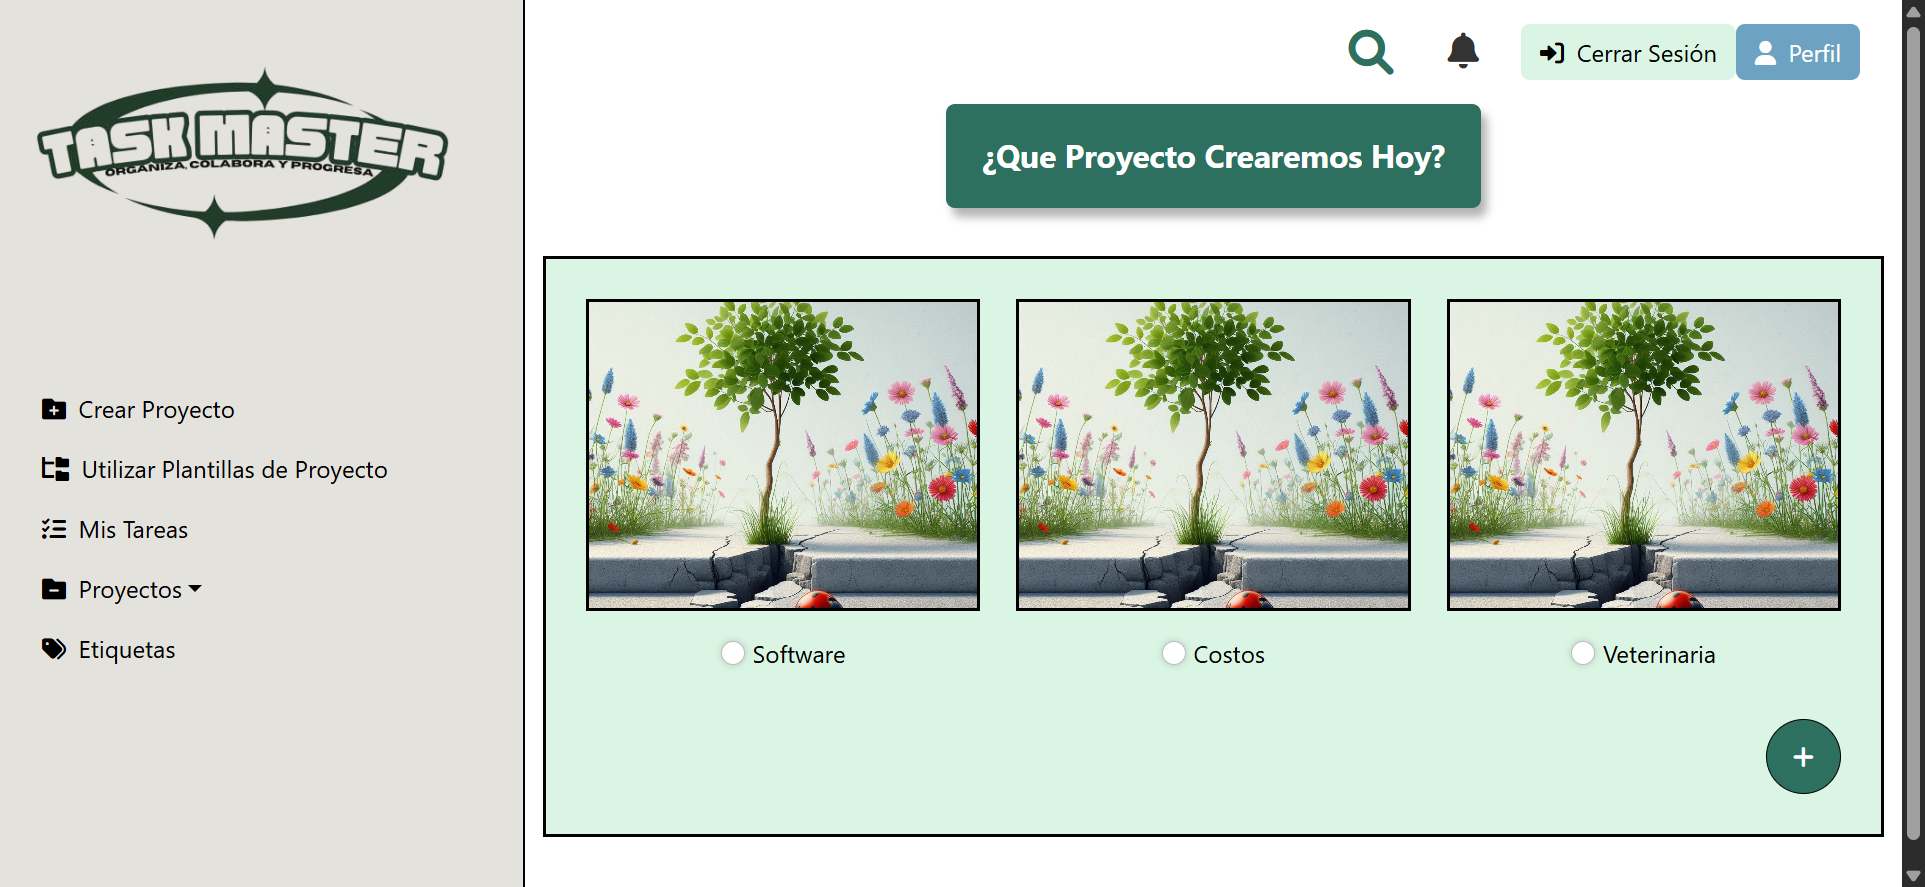 TASK MASTER
ORGANIZA, COLABORA Y PROGRESA
Crear Proyecto
Utilizar Plantillas de Proyecto
Mis Tareas
Proyectos
Etiquetas
Cerrar Sesión
Perfil
¿Que Proyecto Crearemos Hoy?
Software
Costos
Veterinaria